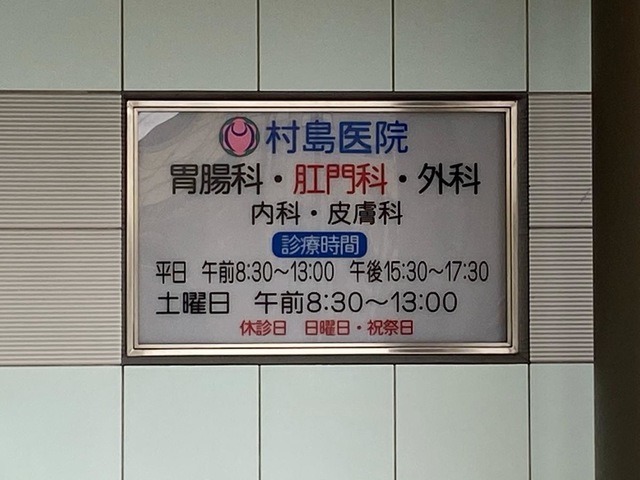 村島医院
胃腸科・肛門科・外科
内科・皮膚科
診療時間
平日 午前8:30〜13:00 午後15:30〜17:30
土曜日 午前8:30〜13:00
休診日 日曜日・祝祭日